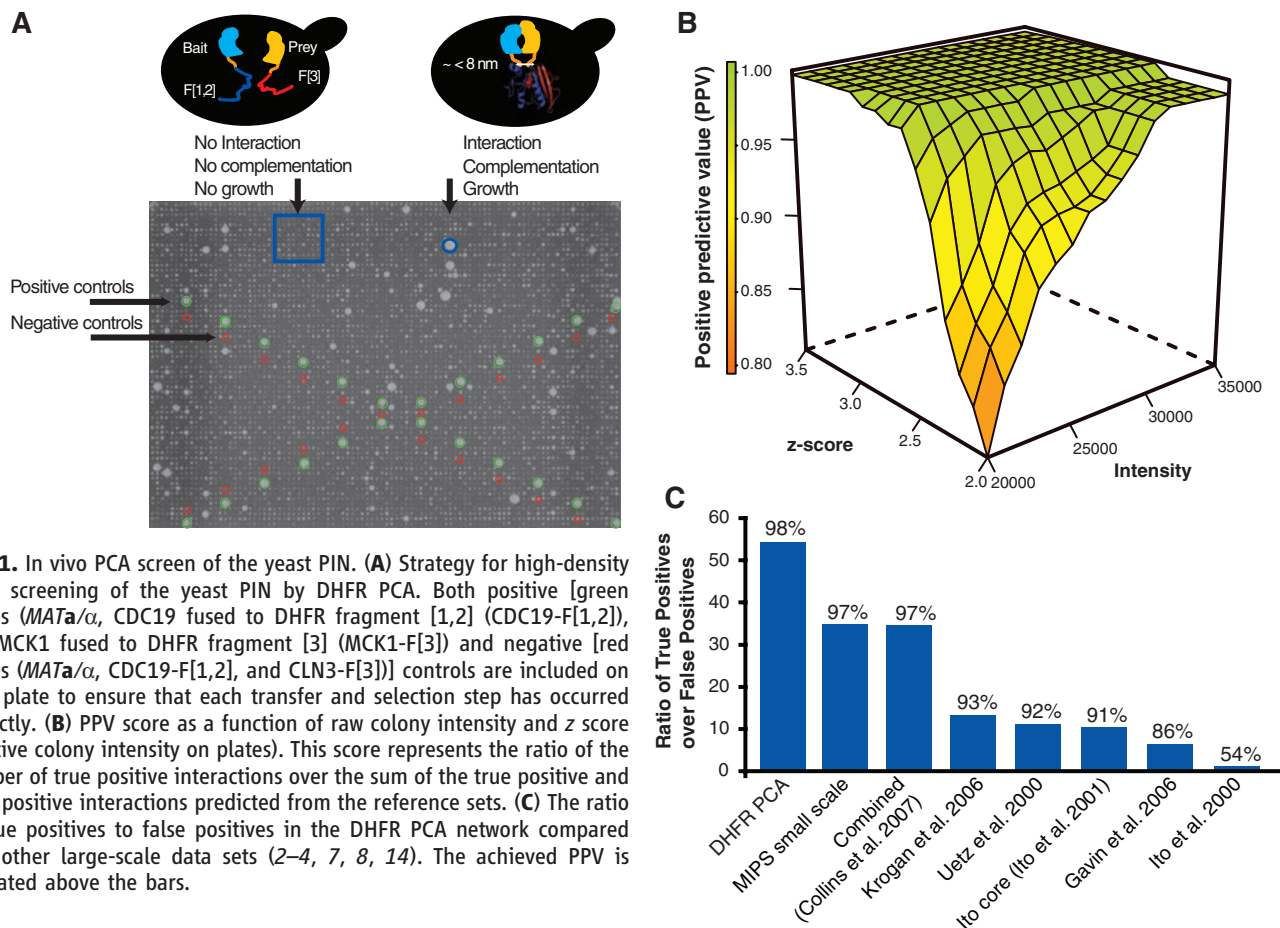 A
Bait
Prey
F[1,2]
F[3]
~ < 8 nm
No Interaction
No complementation
No growth
Interaction
Complementation
Growth
Positive controls
Negative controls
B
Positive predictive value (PPV)
1.00
0.95
0.90
0.85
0.80
3.5
3.0
2.5
2.0
z-score
20000
25000
30000
35000
Intensity
C
Ratio of True Positives
over False Positives
60
50
40
30
20
10
0
98%
97%
97%
93%
92%
91%
86%
54%
DHFR PCA
MIPS small scale
Combined
(Collins et al. 2007)
Krogan et al. 2006
Uetz et al. 2000
Ito core (Ito et al. 2001)
Gavin et al. 2006
Ito et al. 2000
1. In vivo PCA screen of the yeast PIN. (A) Strategy for high-density
screening of the yeast PIN by DHFR PCA. Both positive [green
es (MATa/α, CDC19 fused to DHFR fragment [1,2] (CDC19-F[1,2]),
MCK1 fused to DHFR fragment [3] (MCK1-F[3]) and negative [red
es (MATa/α, CDC19-F[1,2], and CLN3-F[3])] controls are included on
plate to ensure that each transfer and selection step has occurred
ctly. (B) PPV score as a function of raw colony intensity and z score
tive colony intensity on plates). This score represents the ratio of the
ber of true positive interactions over the sum of the true positive and
positive interactions predicted from the reference sets. (C) The ratio
ue positives to false positives in the DHFR PCA network compared
other large-scale data sets (2–4, 7, 8, 14). The achieved PPV is
ated above the bars.